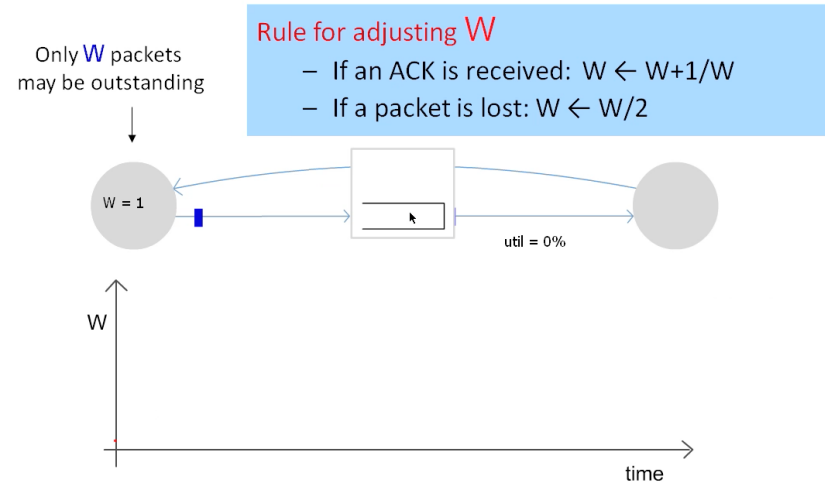 Rule for adjusting W
Only W packets
may be outstanding
– If an ACK is received: W ← W+1/W
– If a packet is lost: W ← W/2
W = 1
util = 0%
W
time